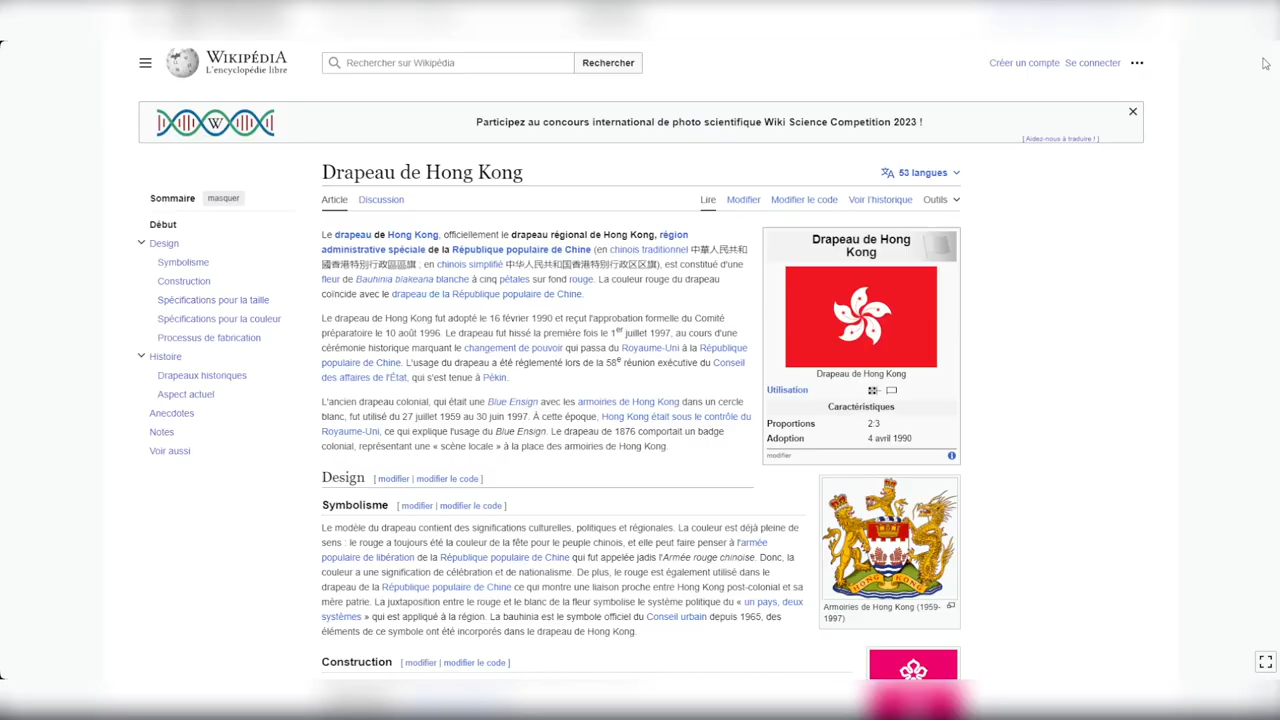 WIKIPÉDIA
L'encyclopédie libre
Rechercher sur Wikipédia
Rechercher
Créer un compte Se connecter
W
Participez au concours international de photo scientifique Wiki Science Competition 2023 !
[ Aidez-nous à traduire ! ]
Drapeau de Hong Kong
53 langues
Sommaire masquer
Article Discussion
Lire Modifier Modifier le code Voir l'historique Outils
Début
Design
Symbolisme
Construction
Spécifications pour la taille
Spécifications pour la couleur
Processus de fabrication
Histoire
Drapeaux historiques
Aspect actuel
Anecdotes
Notes
Voir aussi
Le drapeau de Hong Kong, officiellement le drapeau régional de Hong Kong, région
administrative spéciale de la République populaire de Chine (en chinois traditionnel 中華人民共和
國香港特別行政區區旗 ; en chinois simplifié 中华人民共和国香港特别行政区区旗), est constitué d'une
fleur de Bauhinia blakeana blanche à cinq pétales sur fond rouge. La couleur rouge du drapeau
coïncide avec le drapeau de la République populaire de Chine.
Le drapeau de Hong Kong fut adopté le 16 février 1990 et reçut l'approbation formelle du Comité
préparatoire le 10 août 1996. Le drapeau fut hissé la première fois le 1er juillet 1997, au cours d'une
cérémonie historique marquant le changement de pouvoir qui passa du Royaume-Uni à la République
populaire de Chine. L'usage du drapeau a été réglementé lors de la 58e réunion exécutive du Conseil
des affaires de l'État, qui s'est tenue à Pékin.
L'ancien drapeau colonial, qui était une Blue Ensign avec les armoiries de Hong Kong dans un cercle
blanc, fut utilisé du 27 juillet 1959 au 30 juin 1997. À cette époque, Hong Kong était sous le contrôle du
Royaume-Uni, ce qui explique l'usage du Blue Ensign. Le drapeau de 1876 comportait un badge
colonial, représentant une « scène locale » à la place des armoiries de Hong Kong.
Drapeau de Hong
Kong
Drapeau de Hong Kong
Utilisation
Caractéristiques
Proportions 2:3
Adoption 4 avril 1990
modifier
Design [ modifier | modifier le code ]
Symbolisme [ modifier | modifier le code ]
Le modèle du drapeau contient des significations culturelles, politiques et régionales. La couleur est déjà pleine de
sens : le rouge a toujours été la couleur de la fête pour le peuple chinois, et elle peut faire penser à l'armée
populaire de libération de la République populaire de Chine qui fut appelée jadis l'Armée rouge chinoise. Donc, la
couleur a une signification de célébration et de nationalisme. De plus, le rouge est également utilisé dans le
drapeau de la République populaire de Chine ce qui montre une liaison proche entre Hong Kong post-colonial et sa
mère patrie. La juxtaposition entre le rouge et le blanc de la fleur symbolise le système politique du « un pays, deux
systèmes » qui est appliqué à la région. La bauhinia est le symbole officiel du Conseil urbain depuis 1965, des
éléments de ce symbole ont été incorporés dans le drapeau de Hong Kong.
HONG KONG
Armoiries de Hong Kong (1959-
1997)
Construction [ modifier | modifier le code ]